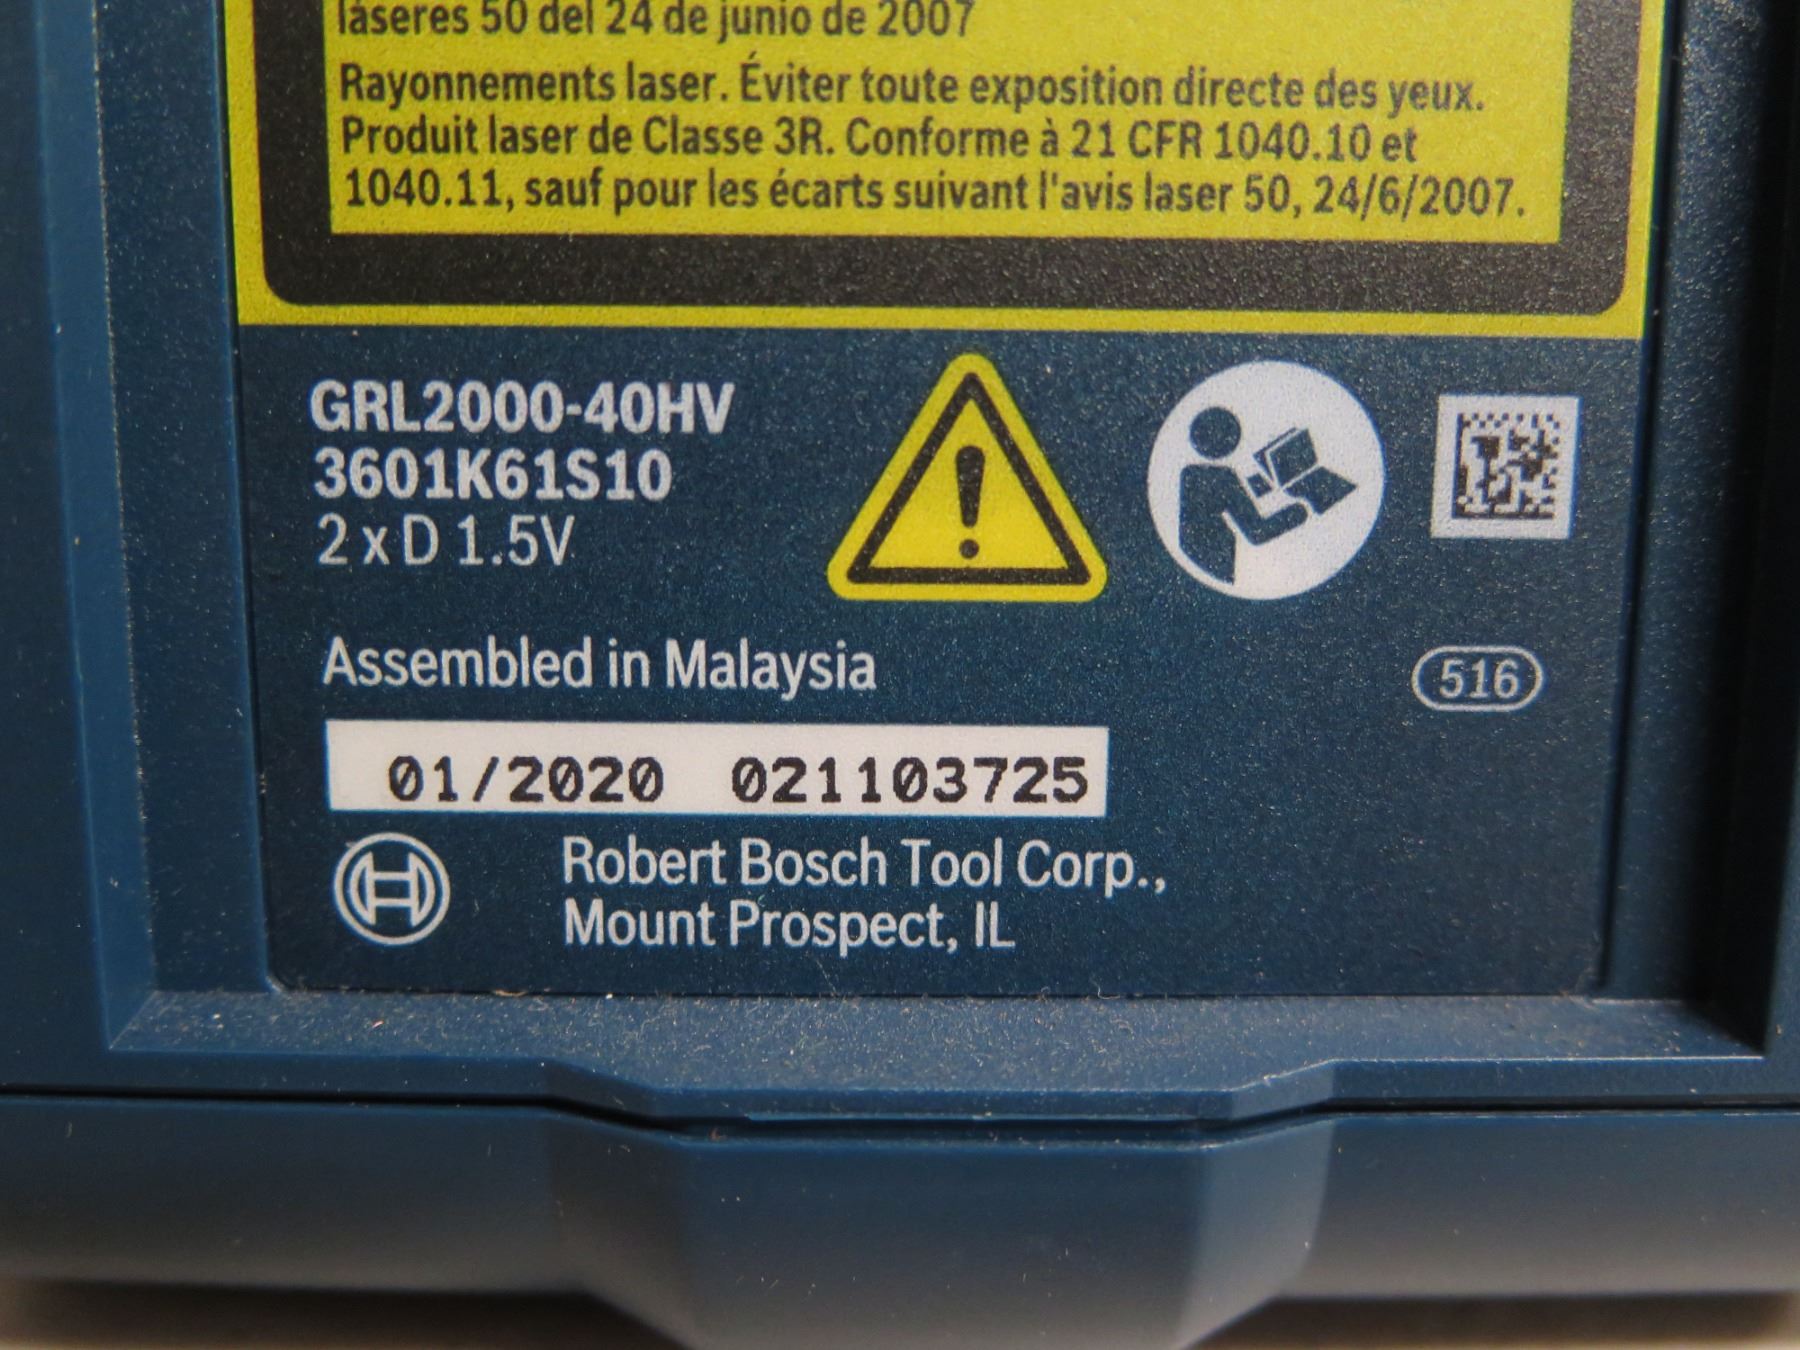 láseres 50 del 24 de junio de 2007
Rayonnements laser. Éviter toute exposition directe des yeux.
Produit laser de Classe 3R. Conforme à 21 CFR 1040.10 et
1040.11, sauf pour les écarts suivant l'avis laser 50, 24/6/2007.
GRL2000-40HV
3601K61S10
2 x D 1.5V
Assembled in Malaysia
516
01/2020 021103725
Robert Bosch Tool Corp.,
Mount Prospect, IL